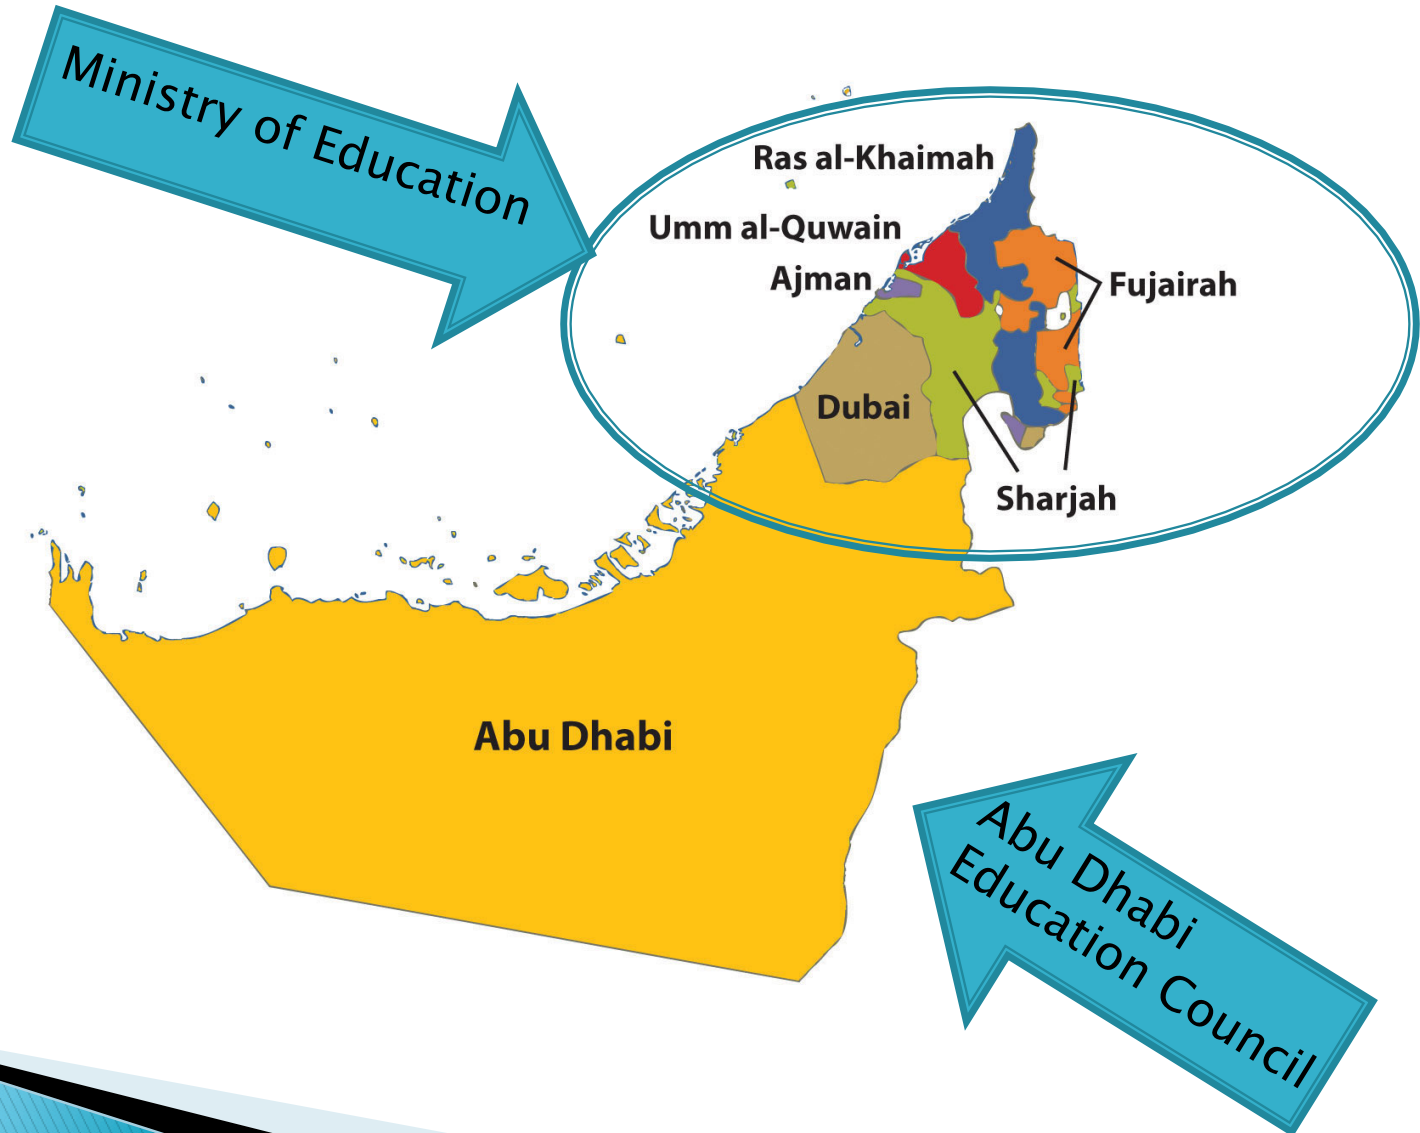 Ministry of Education
Ras al-Khaimah
Umm al-Quwain
Ajman
Fujairah
Dubai
Sharjah
Abu Dhabi
Abu Dhabi
Education Council